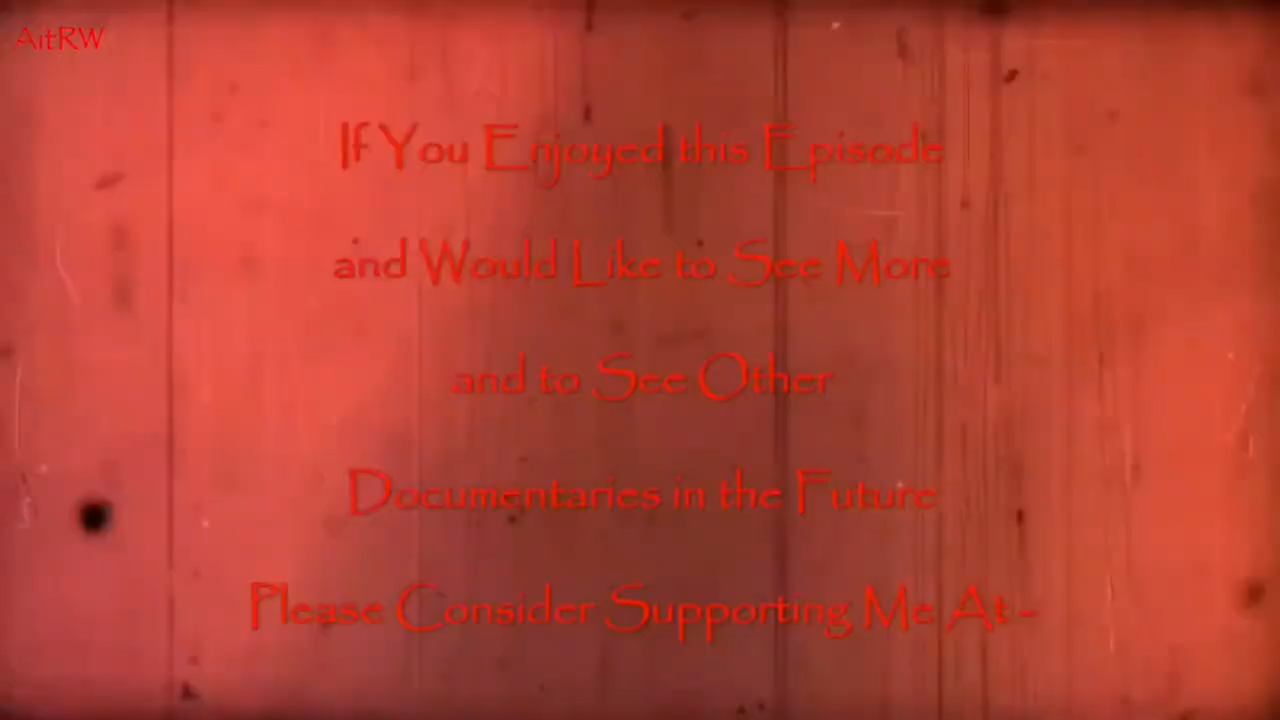 AitRW
If You Enjoyed this Episode
and Would Like to See More
and to See Other
Documentaries in the Future
Please Consider Supporting Me At -